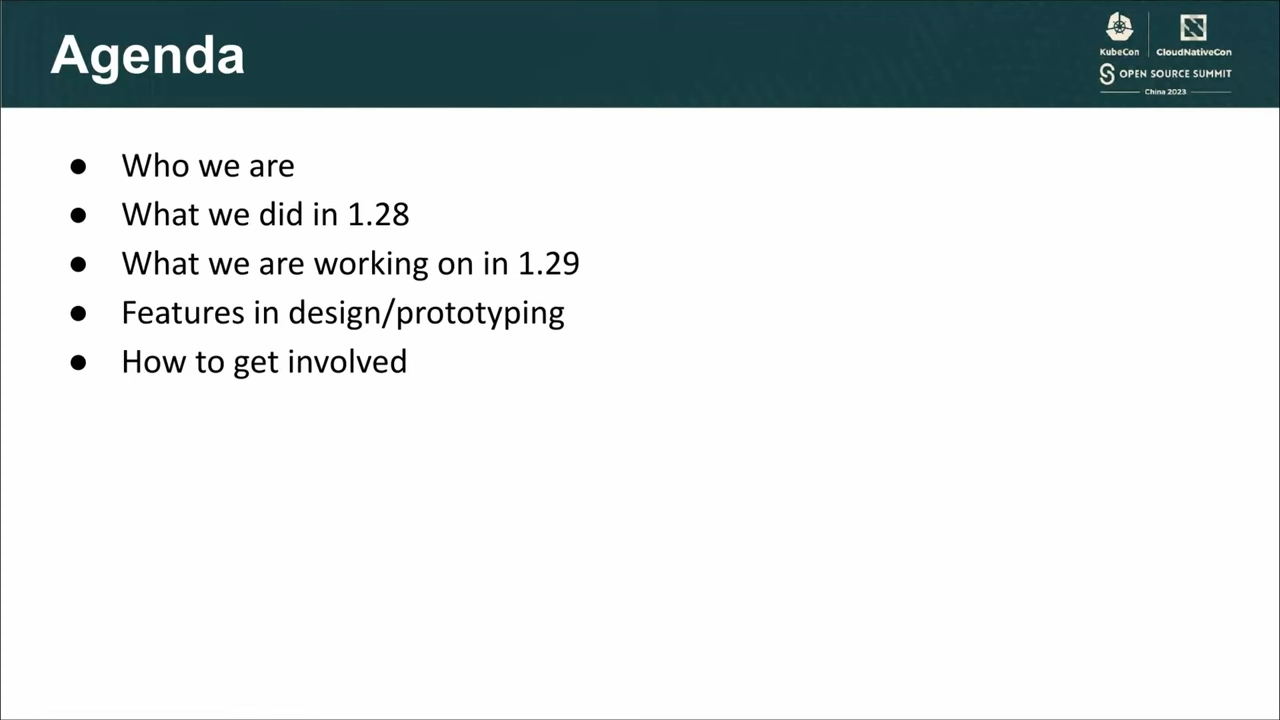 Agenda
KubeCon
CloudNativeCon
OPEN SOURCE SUMMIT
China 2023
● Who we are
● What we did in 1.28
● What we are working on in 1.29
● Features in design/prototyping
● How to get involved